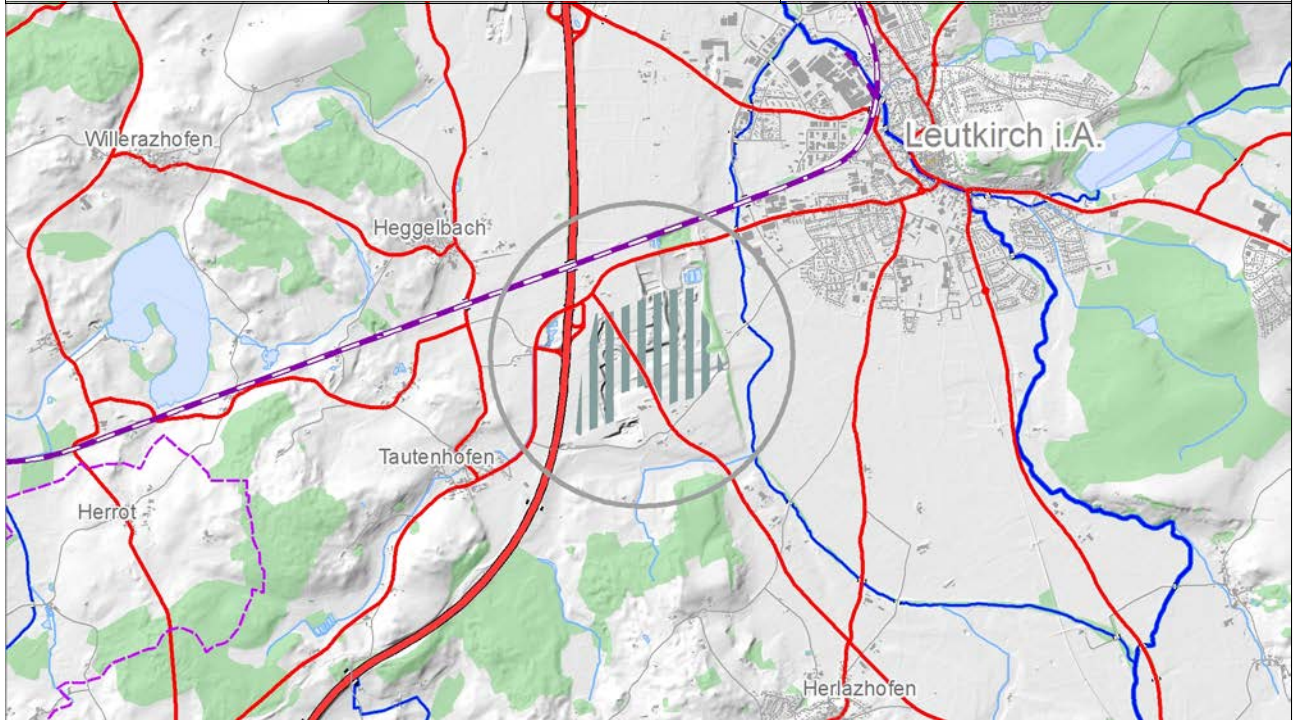 Leutkirch i.A.
Willerazhofen
Heggelbach
Tautenhofen
Herrot
Herlazhofen